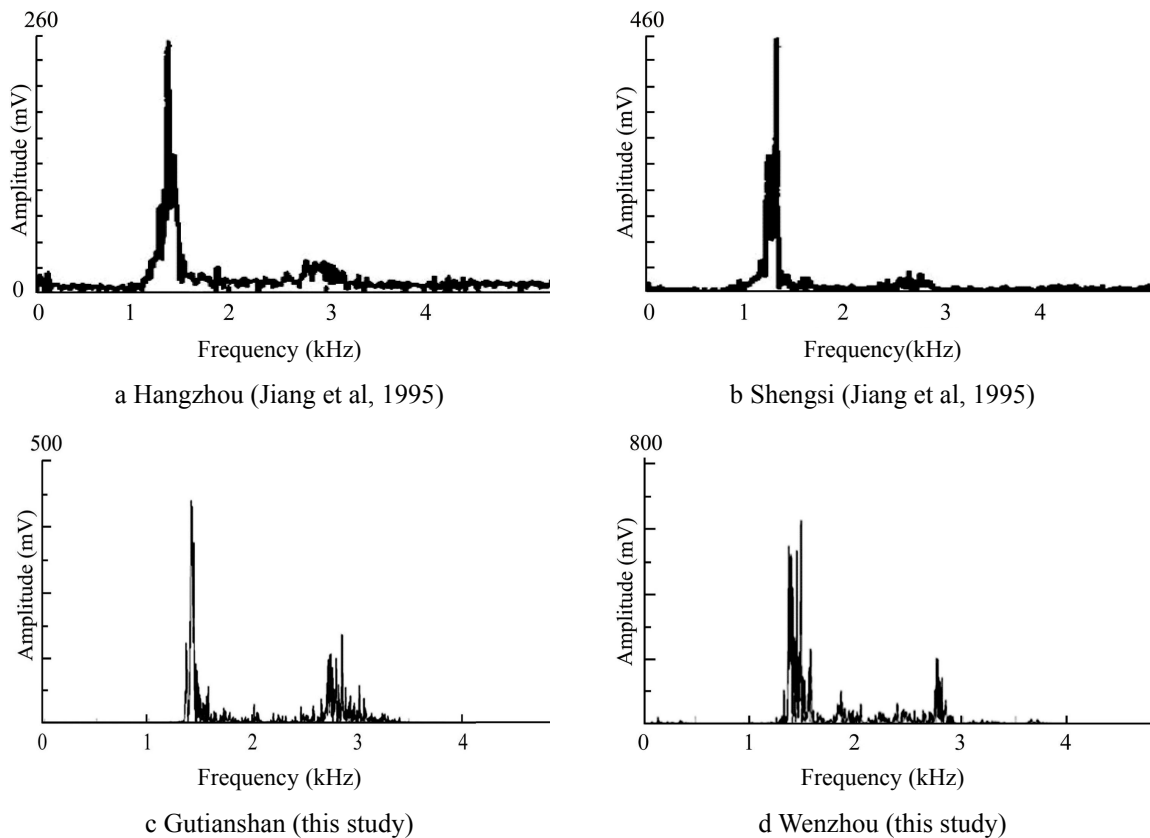 260
Amplitude (mV)
0
0 1 2 3 4
Frequency (kHz)
a Hangzhou (Jiang et al, 1995)
460
Amplitude (mV)
0 1 2 3 4
Frequency(kHz)
b Shengsi (Jiang et al, 1995)
500
Amplitude (mV)
0 1 2 3 4
Frequency (kHz)
c Gutianshan (this study)
800
Amplitude (mV)
0 1 2 3 4
Frequency (kHz)
d Wenzhou (this study)